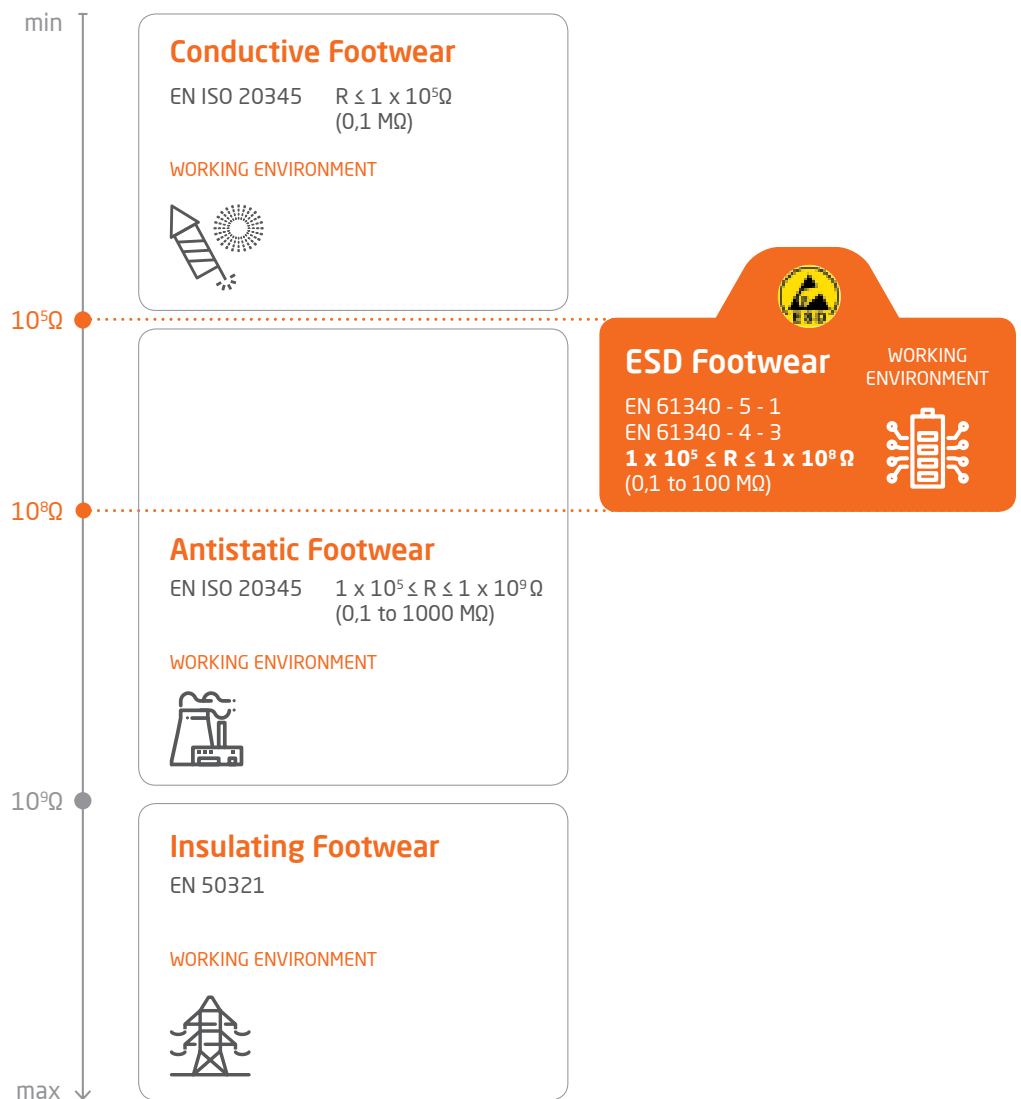 min
Conductive Footwear
EN ISO 20345 R ≤ 1 x 10⁵Ω
(0,1 MΩ)
WORKING ENVIRONMENT
10⁵Ω
ESD
ESD Footwear
WORKING
ENVIRONMENT
EN 61340 - 5 - 1
EN 61340 - 4 - 3
1 x 10⁵ ≤ R ≤ 1 x 10⁸ Ω
(0,1 to 100 MΩ)
10⁸Ω
Antistatic Footwear
EN ISO 20345 1 x 10⁵ ≤ R ≤ 1 x 10⁹ Ω
(0,1 to 1000 MΩ)
WORKING ENVIRONMENT
10⁹Ω
Insulating Footwear
EN 50321
WORKING ENVIRONMENT
max